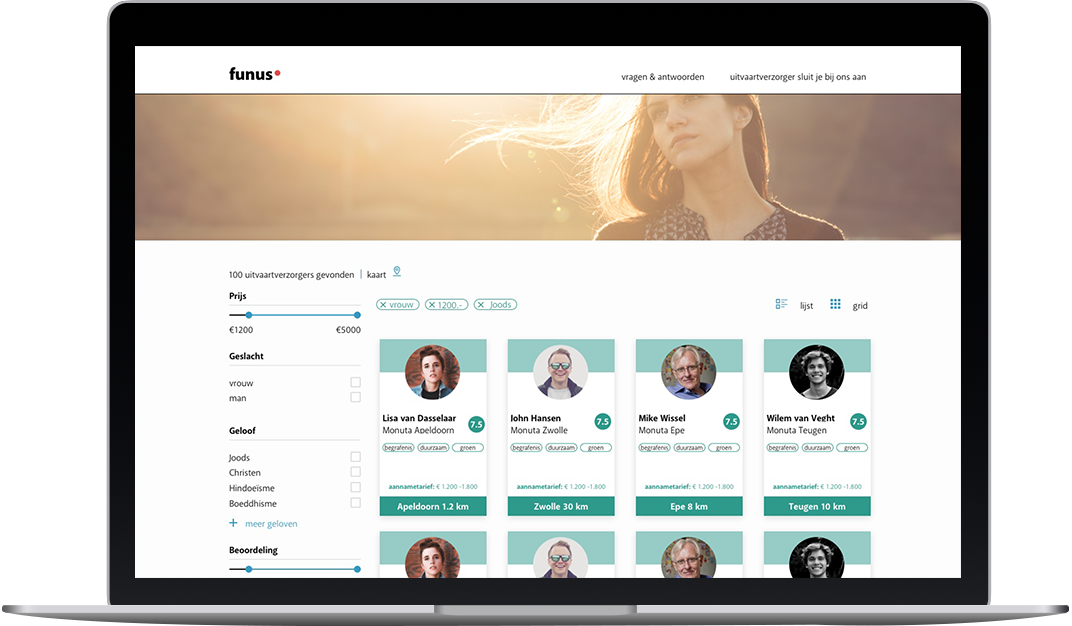 funus
vragen & antwoorden
uitvaartverzorger sluit je bij ons aan
100 uitvaartverzorgers gevonden | kaart
Prijs
€1200 €5000
Geslacht
vrouw
man
Geloof
Joods
Christen
Hindoeïsme
Boeddhisme
+ meer geloven
Beoordeling
× vrouw × 1200,- × Joods
lijst grid
Lisa van Dasselaar
Monuta Apeldoorn
7.5
begrafenis duurzaam groen
aannametarief: € 1.200 -1.800
Apeldoorn 1.2 km
John Hansen
Monuta Zwolle
7.5
begrafenis duurzaam groen
aannametarief: € 1.200 -1.800
Zwolle 30 km
Mike Wissel
Monuta Epe
7.5
begrafenis duurzaam groen
aannametarief: € 1.200 -1.800
Epe 8 km
Wilem van Veght
Monuta Teugen
7.5
begrafenis duurzaam groen
aannametarief: € 1.200 -1.800
Teugen 10 km